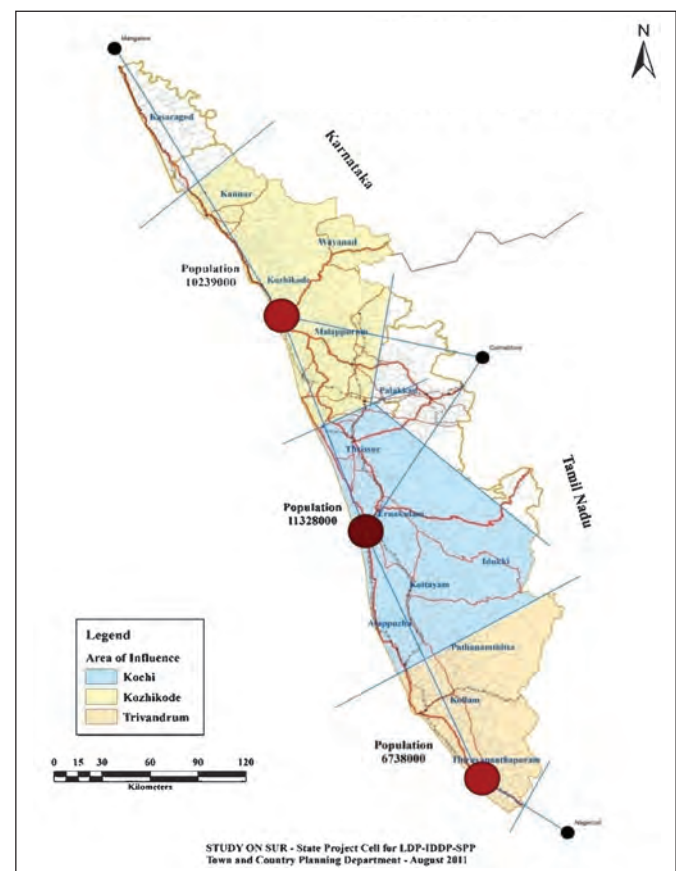 N
Mangalore
Kasaragod
Karnataka
Kannur
Wayanad
Population
10239000
Kozhikode
Malappuram
Coimbatore
Palakkad
Thrissur
Tamil Nadu
Population
11328000
Ernakulam
Idukki
Kottayam
Alappuzha
Legend
Area of Influence
Kochi
Kozhikode
Trivandrum
Pathanamthitta
Kollam
Population
6738000
Thiruvananthapuram
0 15 30 60 90 120
Kilometers
Nagercoil
STUDY ON SUR - State Project Cell for LDP-IDDP-SPP
Town and Country Planning Department - August 2011